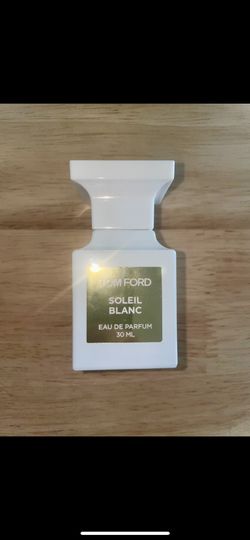 TOM FORD
SOLEIL
BLANC
EAU DE PARFUM
30 ML